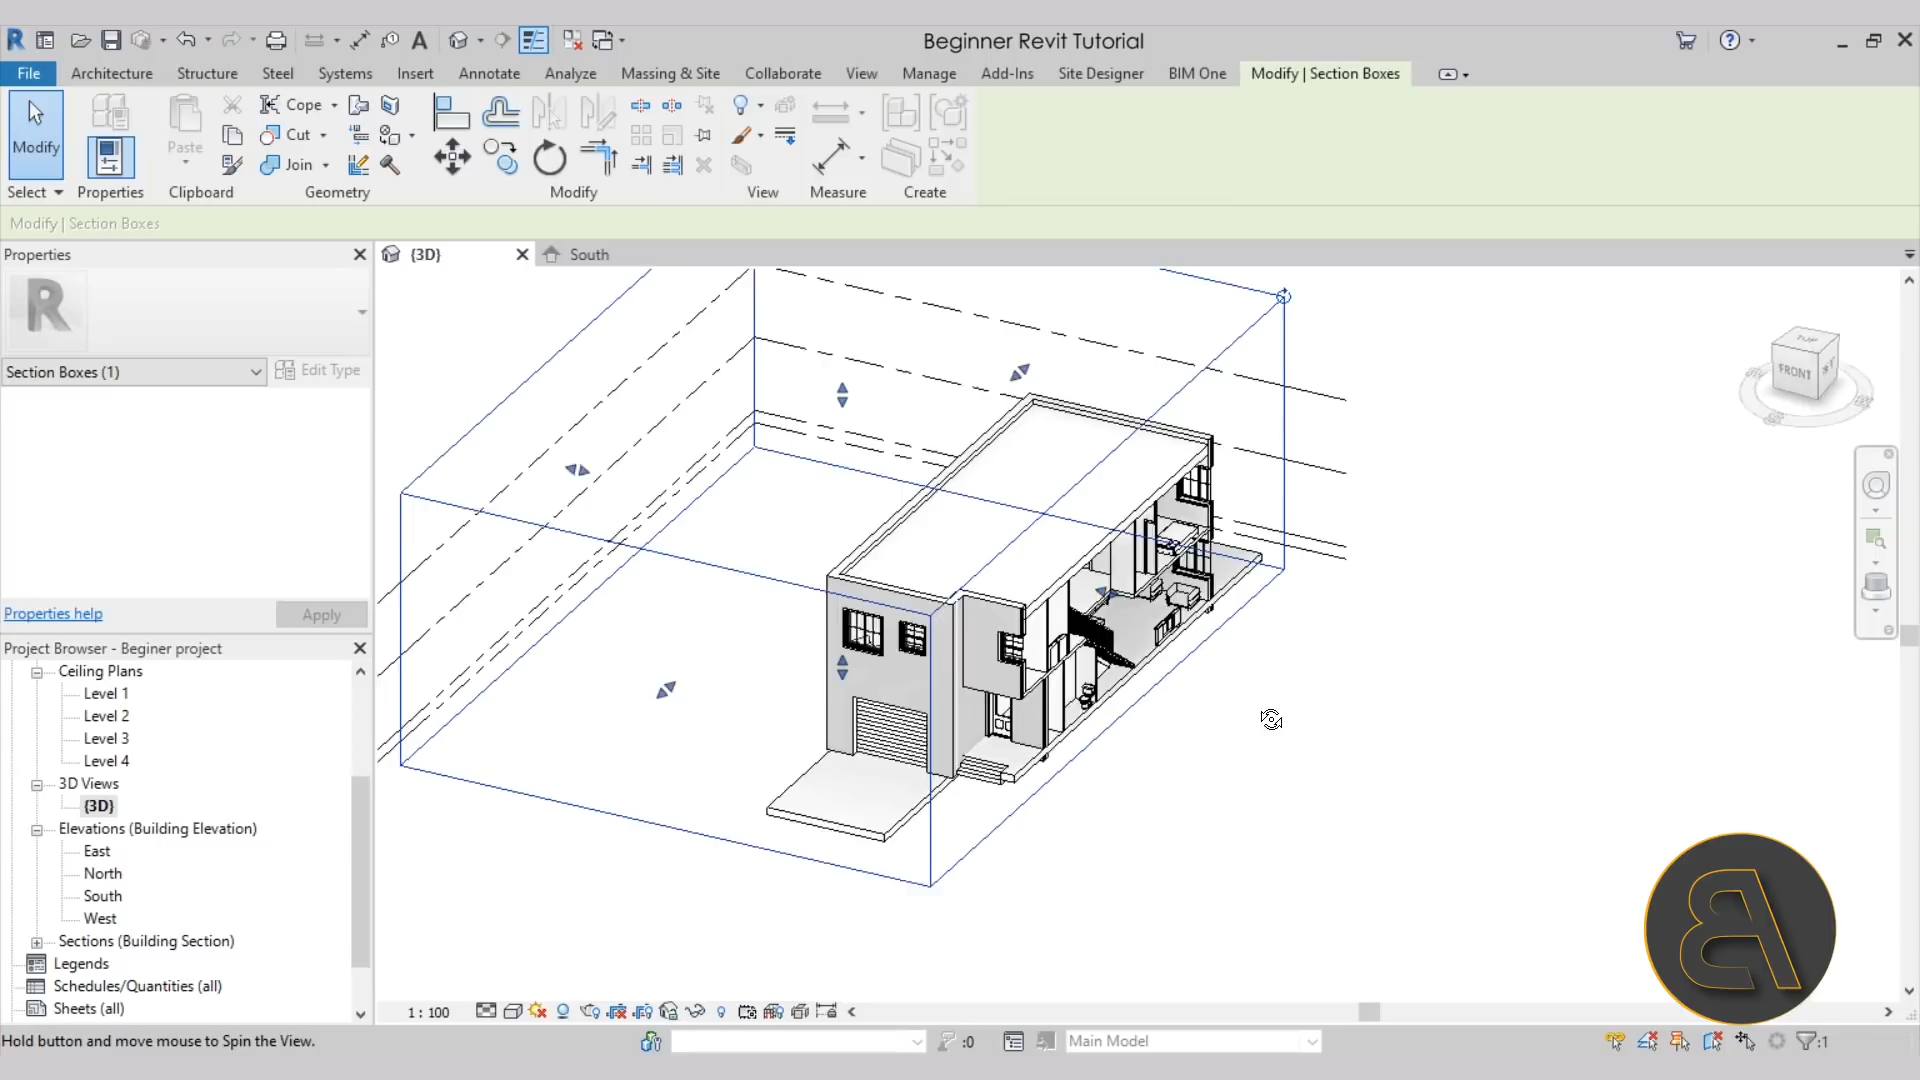 Beginner Revit Tutorial
File Architecture Structure Steel Systems Insert Annotate Analyze Massing & Site Collaborate View Manage Add-Ins Site Designer BIM One Modify | Section Boxes
Cope
Cut
Join
Modify
Paste
Select Properties Clipboard Geometry Modify View Measure Create
Modify | Section Boxes
Properties
{3D}
South
Section Boxes (1)
Edit Type
Properties help
Apply
Project Browser - Beginer project
Ceiling Plans
Level 1
Level 2
Level 3
Level 4
3D Views
{3D}
Elevations (Building Elevation)
East
North
South
West
Sections (Building Section)
Legends
Schedules/Quantities (all)
Sheets (all)
TOP
FRONT
1 : 100
Hold button and move mouse to Spin the View.
:0
Main Model
:1